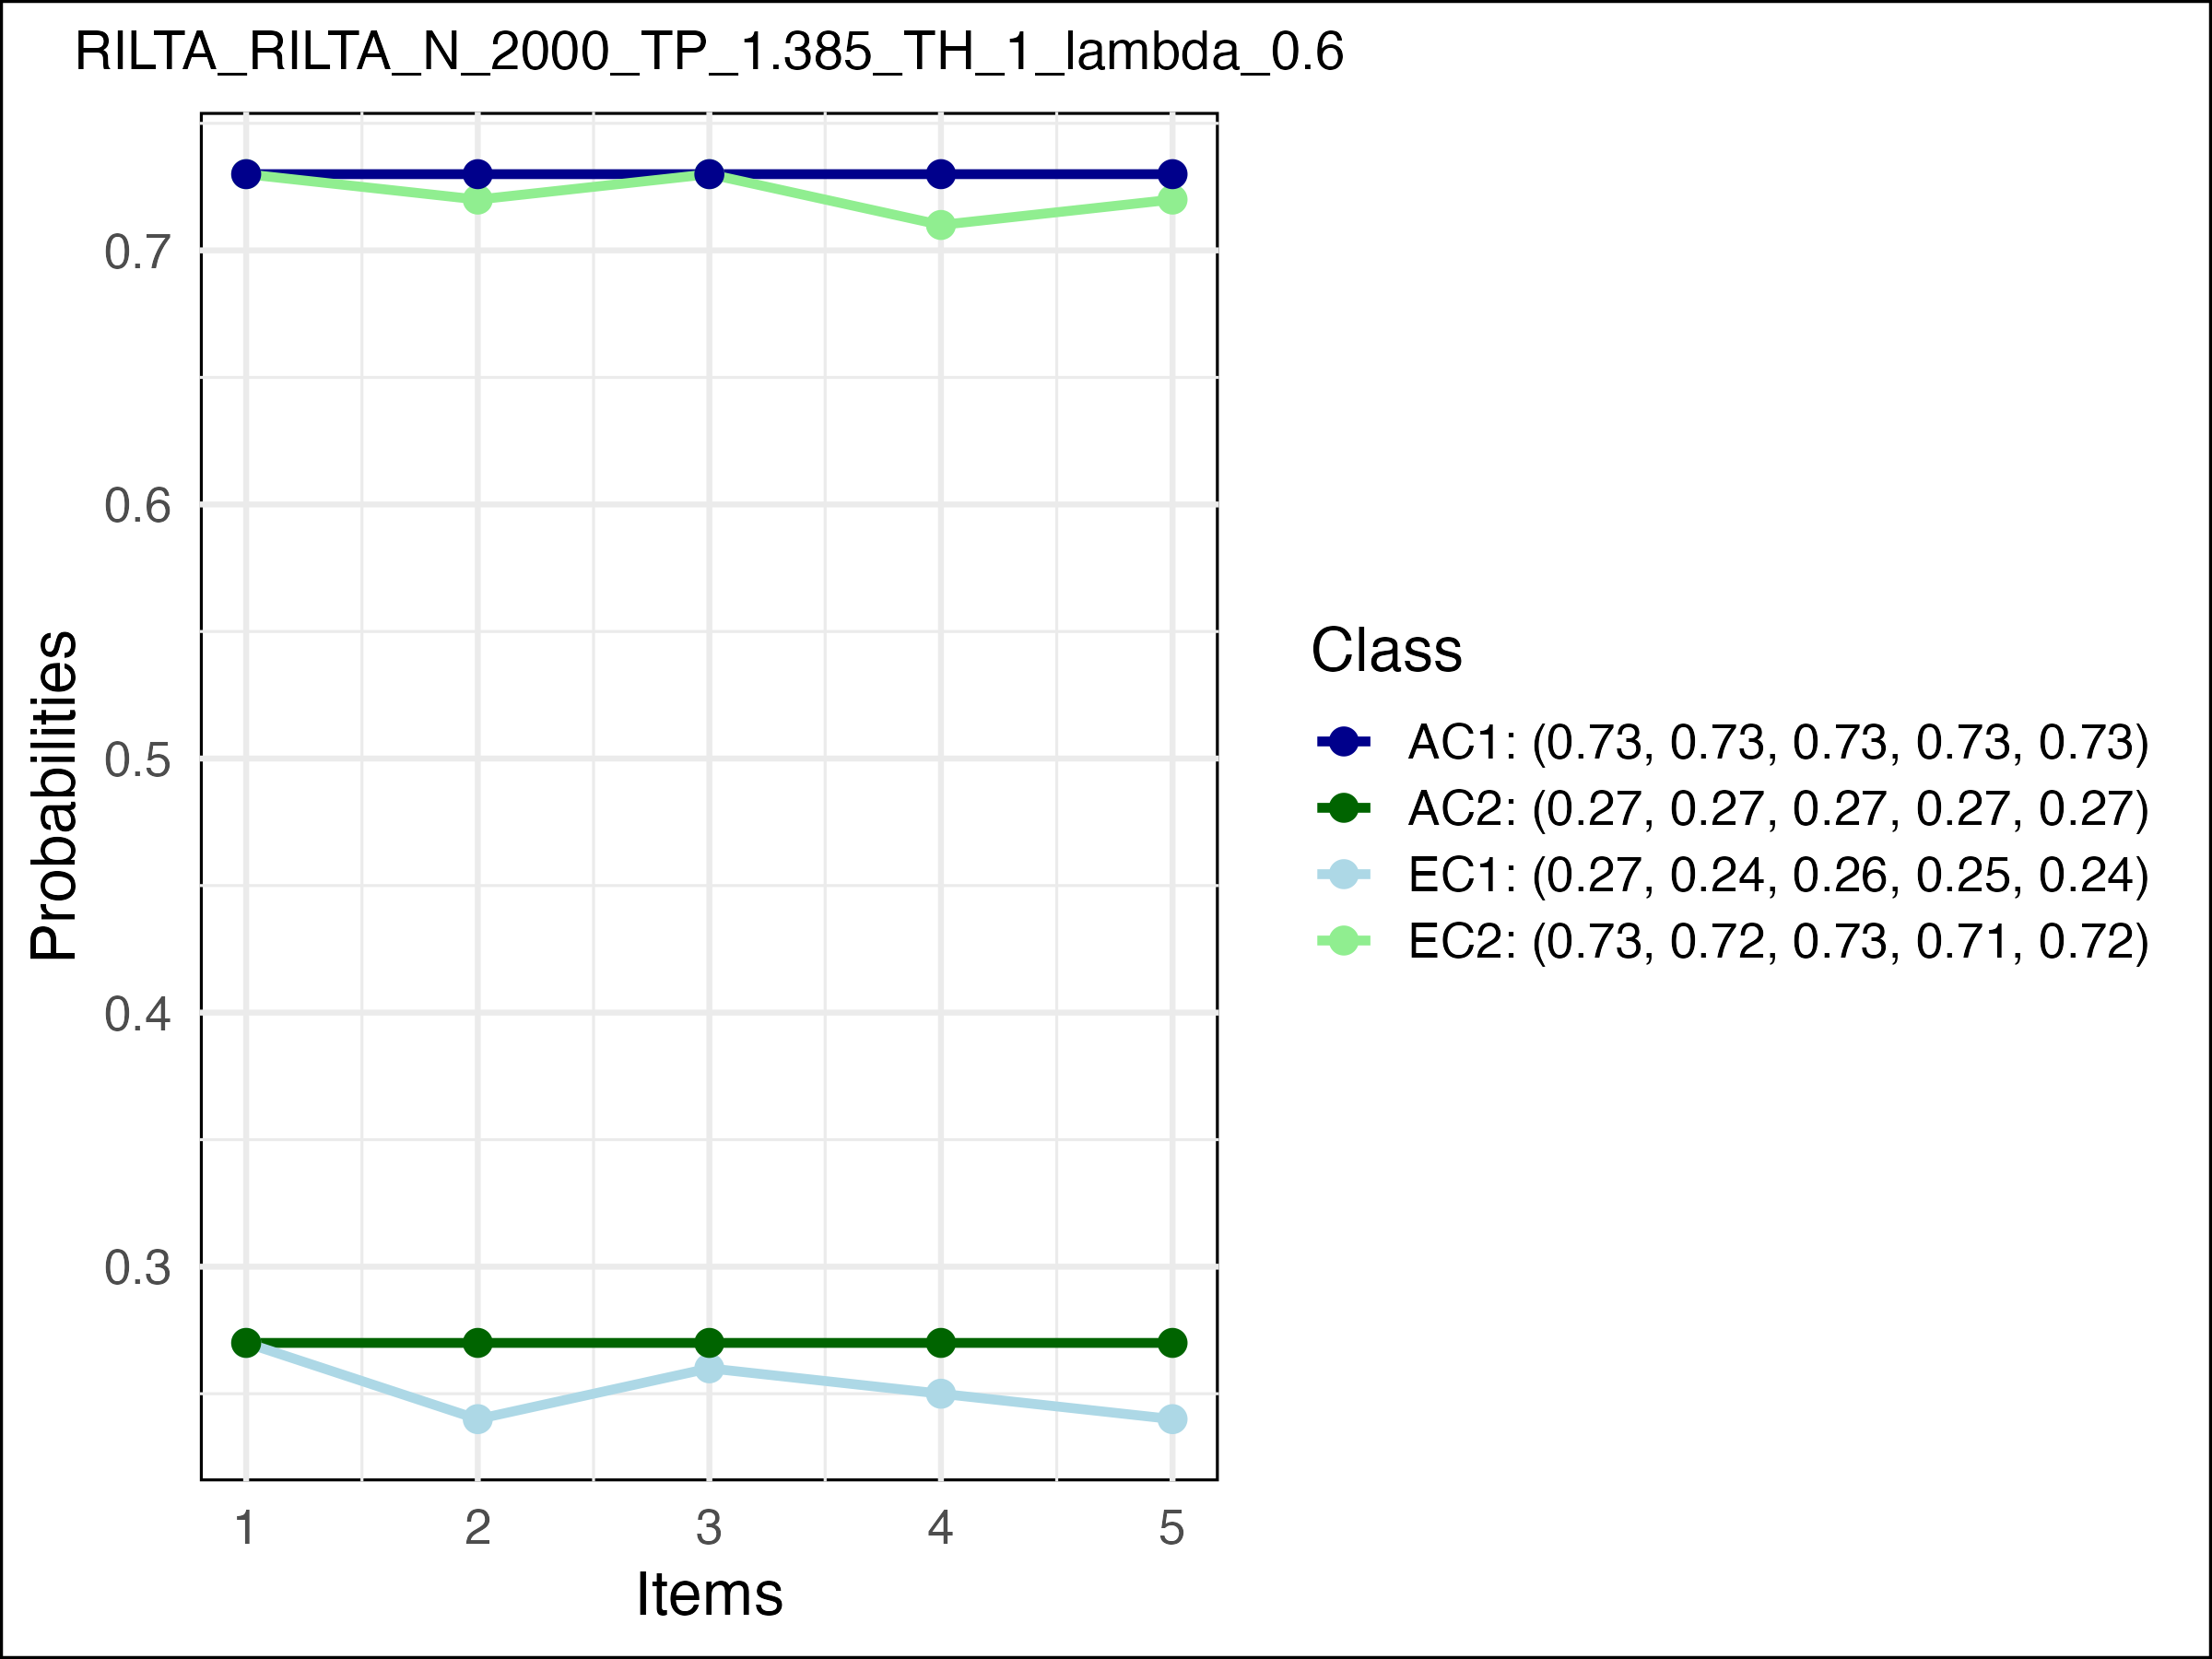 RILTA_RILTA_N_2000_TP_1.385_TH_1_lambda_0.6
0.7
0.6
0.5
0.4
0.3
Probabilities
1 2 3 4 5
Items
Class
AC1: (0.73, 0.73, 0.73, 0.73, 0.73)
AC2: (0.27, 0.27, 0.27, 0.27, 0.27)
EC1: (0.27, 0.24, 0.26, 0.25, 0.24)
EC2: (0.73, 0.72, 0.73, 0.71, 0.72)